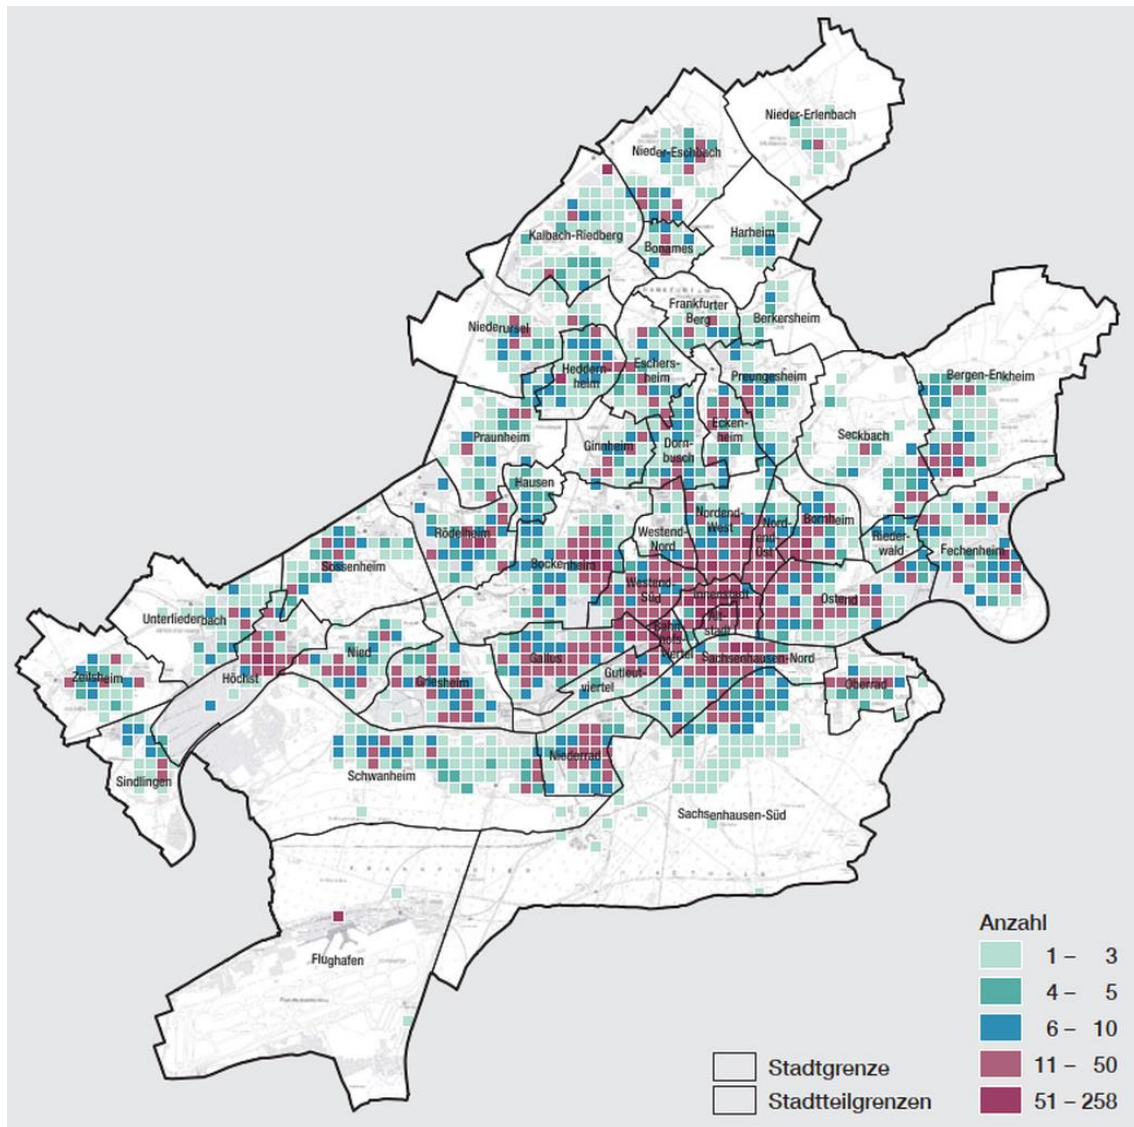 Nieder-Erlenbach
Nieder-Eschbach
Kalbach-Riedberg
Harheim
Bonames
Niederursel
Frankfurter
Berg
Berkersheim
Heddern-
heim
Eschers-
heim
Preungesheim
Bergen-Enkheim
Praunheim
Ginnheim
Dorn-
busch
Ecken-
heim
Seckbach
Hausen
Rödelheim
Westend-
Nord
Nordend-
West
Nord-
end-
Ost
Bornheim
Rieder-
wald
Fechenheim
Sossenheim
Bockenheim
Westend-
Süd
Innenstadt
Alt-
stadt
Ostend
Unterliederbach
Bahn-
hofs-
viertel
Zeilsheim
Höchst
Nied
Griesheim
Gallus
Gutleut-
viertel
Sachsenhausen-Nord
Oberrad
Sindlingen
Schwanheim
Niederrad
Sachsenhausen-Süd
Flughafen
Anzahl
1 – 3
4 – 5
6 – 10
11 – 50
51 – 258
Stadtgrenze
Stadtteilgrenzen